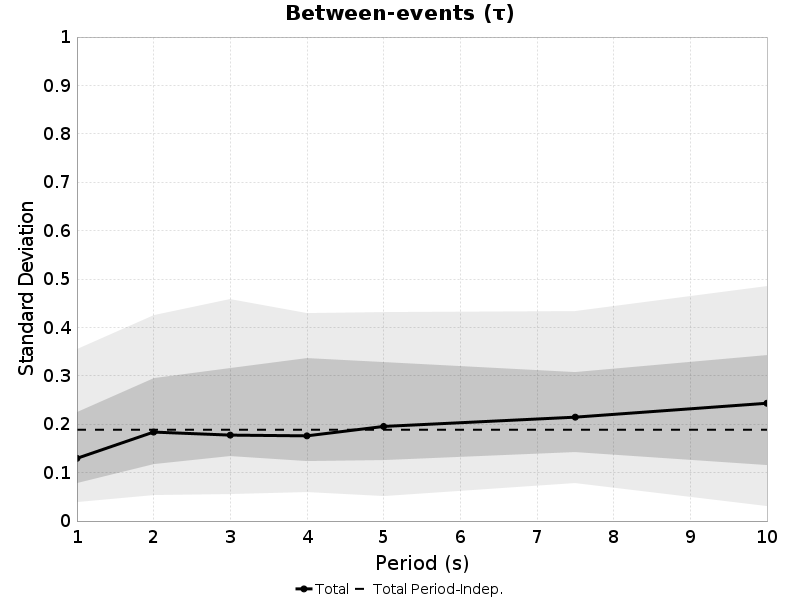 Between-events (τ)
Standard Deviation
1
0.9
0.8
0.7
0.6
0.5
0.4
0.3
0.2
0.1
0
1 2 3 4 5 6 7 8 9 10
Period (s)
Total Total Period-Indep.